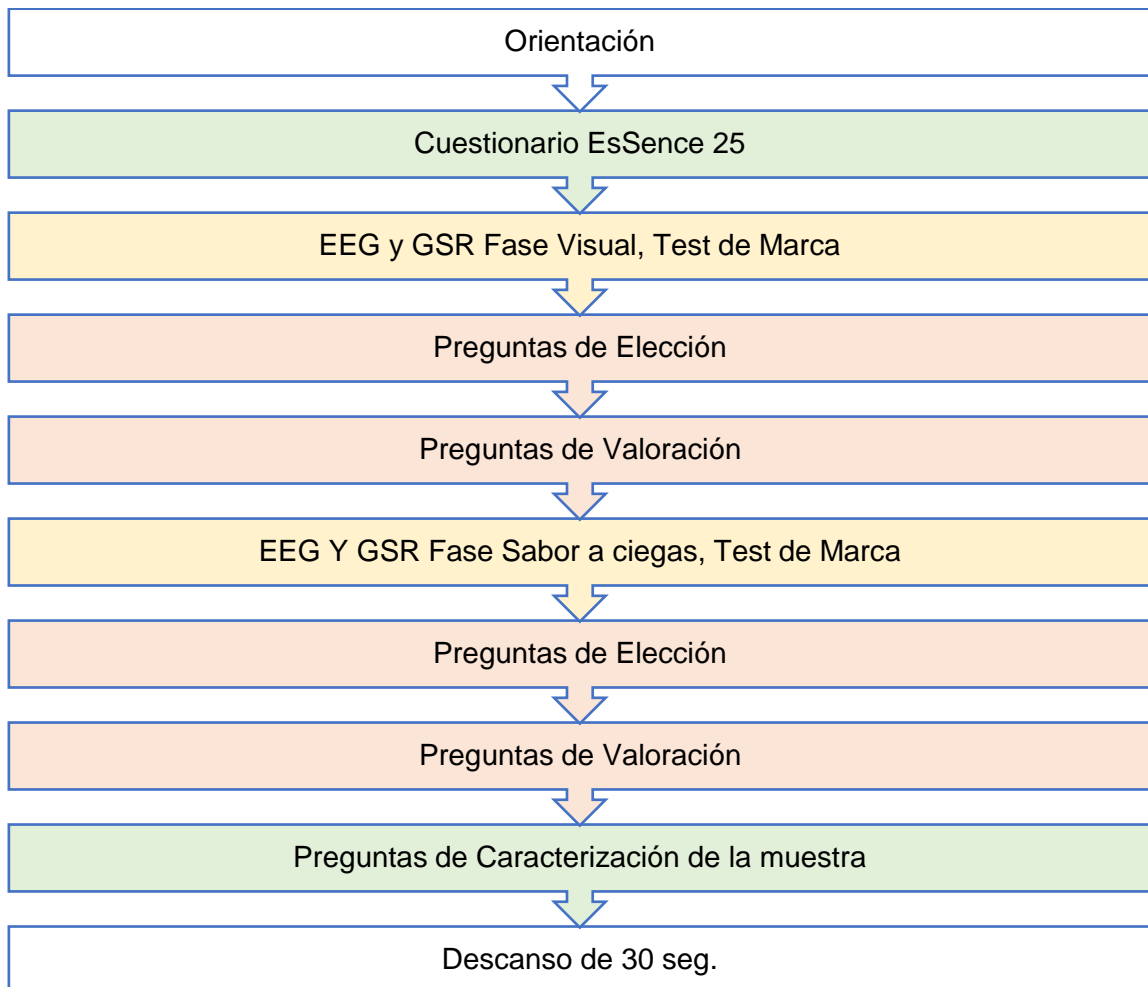 Orientación
Cuestionario EsSence 25
EEG y GSR Fase Visual, Test de Marca
Preguntas de Elección
Preguntas de Valoración
EEG Y GSR Fase Sabor a ciegas, Test de Marca
Preguntas de Elección
Preguntas de Valoración
Preguntas de Caracterización de la muestra
Descanso de 30 seg.